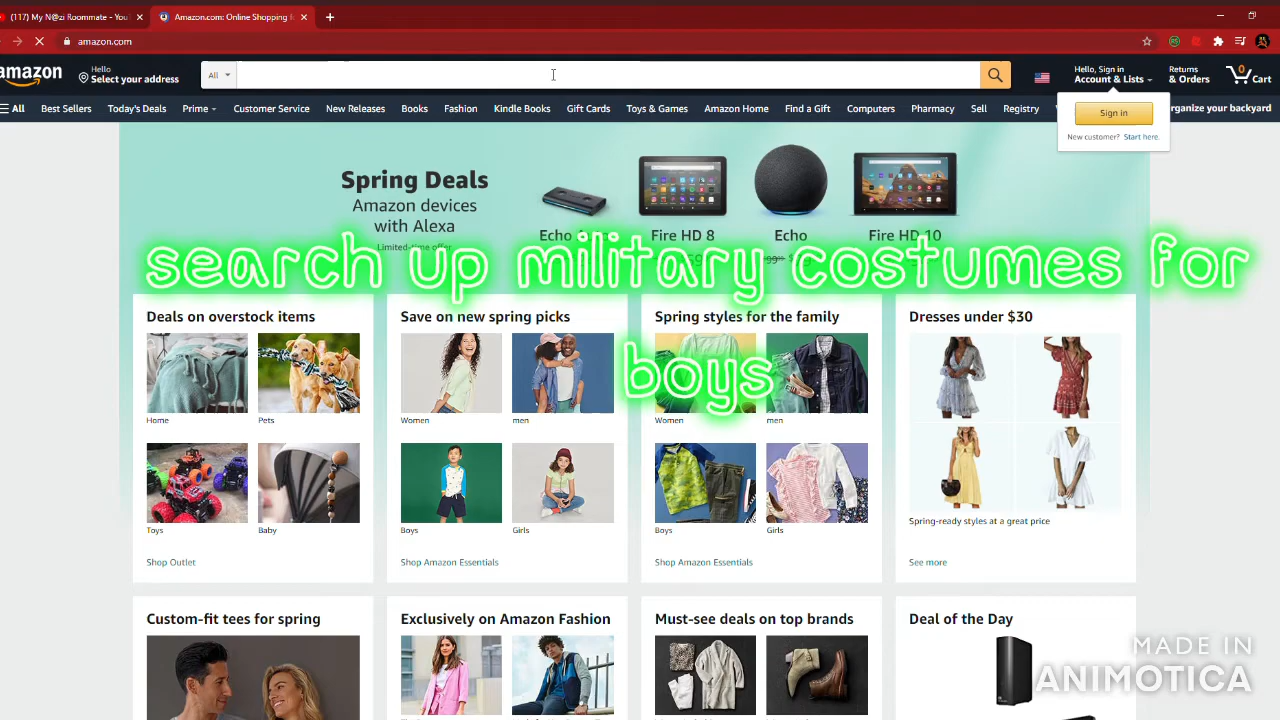 (117) My N@zi Roommate - You
Amazon.com: Online Shopping f
amazon.com
amazon
Hello
Select your address
All
Hello, Sign in
Account & Lists
Returns
& Orders
0
Cart
All
Best Sellers
Today's Deals
Prime
Customer Service
New Releases
Books
Fashion
Kindle Books
Gift Cards
Toys & Games
Amazon Home
Find a Gift
Computers
Pharmacy
Sell
Registry
rganize your backyard
Sign in
New customer? Start here.
Spring Deals
Amazon devices
with Alexa
Limited-time offer
Fire HD 8
Echo
Fire HD 10
search up military costumes for
boys
Deals on overstock items
Home
Pets
Toys
Baby
Shop Outlet
Save on new spring picks
Women
men
Boys
Girls
Shop Amazon Essentials
Spring styles for the family
Women
men
Boys
Girls
Shop Amazon Essentials
Dresses under $30
Spring-ready styles at a great price
See more
Custom-fit tees for spring
Exclusively on Amazon Fashion
Must-see deals on top brands
Deal of the Day
MADE IN
ANIMOTICA